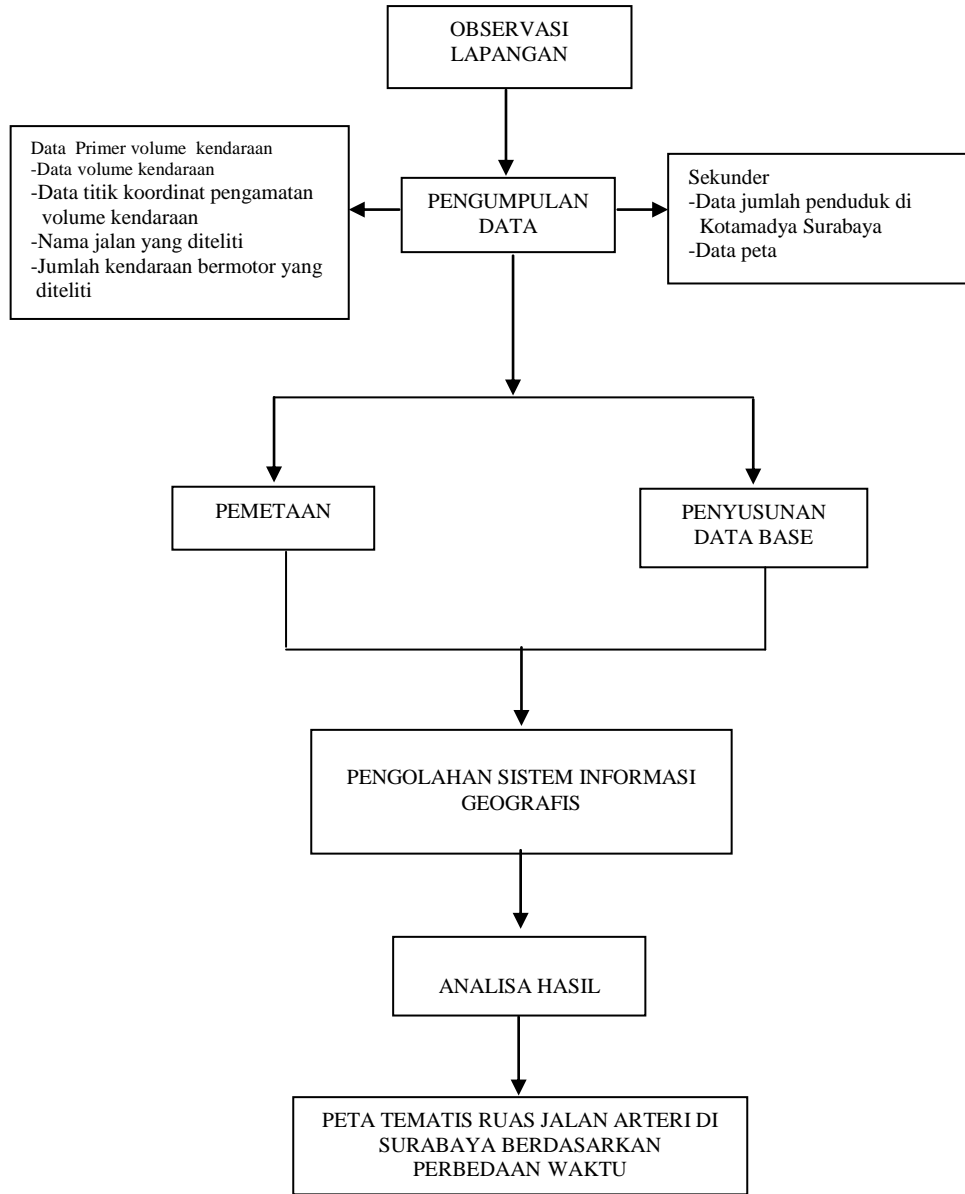 OBSERVASI
LAPANGAN
Data Primer volume kendaraan
-Data volume kendaraan
-Data titik koordinat pengamatan
volume kendaraan
-Nama jalan yang diteliti
-Jumlah kendaraan bermotor yang
diteliti
PENGUMPULAN
DATA
Sekunder
-Data jumlah penduduk di
Kotamadya Surabaya
-Data peta
PEMETAAN
PENYUSUNAN
DATA BASE
PENGOLAHAN SISTEM INFORMASI
GEOGRAFIS
ANALISA HASIL
PETA TEMATIS RUAS JALAN ARTERI DI
SURABAYA BERDASARKAN
PERBEDAAN WAKTU